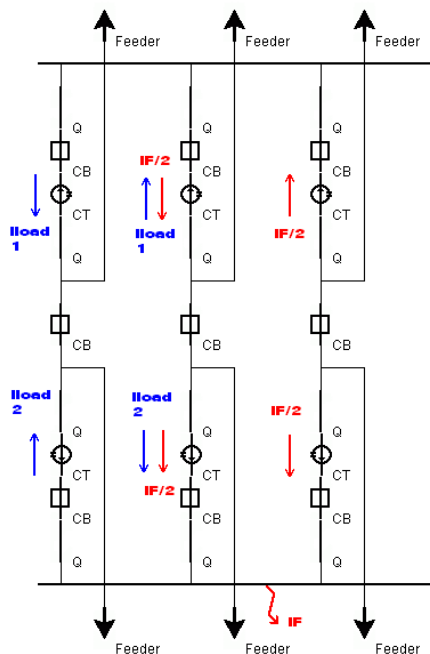 Feeder Feeder Feeder
Q Q Q
IF/2
CB CB CB
CT CT CT
Iload
1
Iload
1
IF/2
Q Q Q
CB CB CB
Iload
2
Iload
2
IF/2
Q Q Q
CT CT CT
IF/2
CB CB CB
Q Q Q
IF
Feeder Feeder Feeder